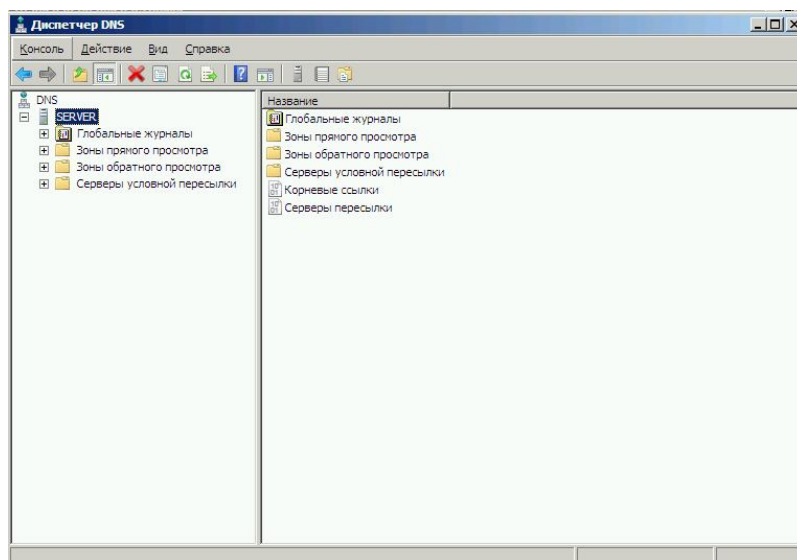 Диспетчер DNS
Консоль Действие Вид Справка
DNS
SERVER
Глобальные журналы
Зоны прямого просмотра
Зоны обратного просмотра
Серверы условной пересылки
Название
Глобальные журналы
Зоны прямого просмотра
Зоны обратного просмотра
Серверы условной пересылки
Корневые ссылки
Серверы пересылки